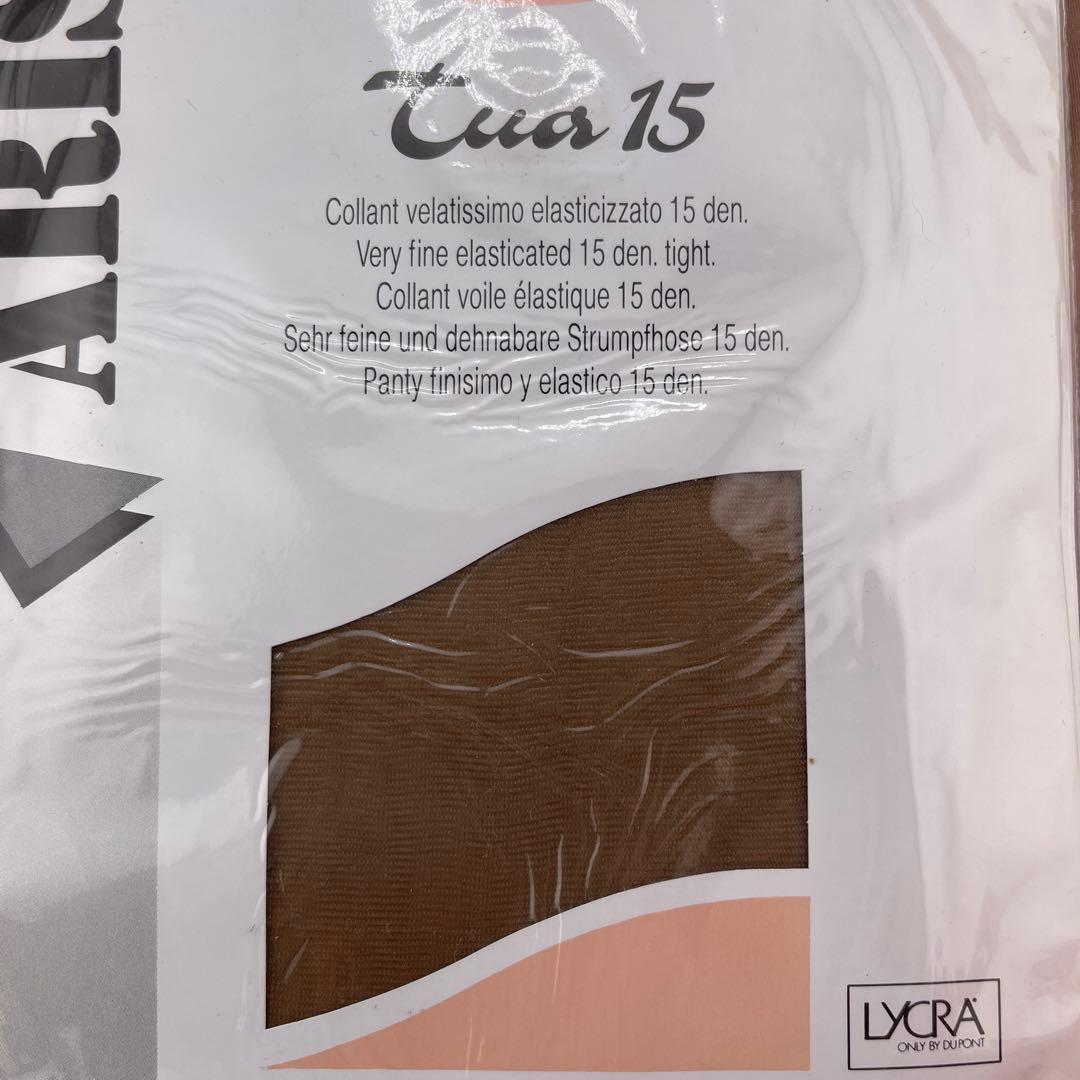 Tua 15
Collant velatissimo elasticizzato 15 den.
Very fine elasticated 15 den. tight.
Collant voile élastique 15 den.
Sehr feine und dehnabare Strumpfhose 15 den.
Panty finisimo y elastico 15 den.
LYCRA®
ONLY BY DU PONT